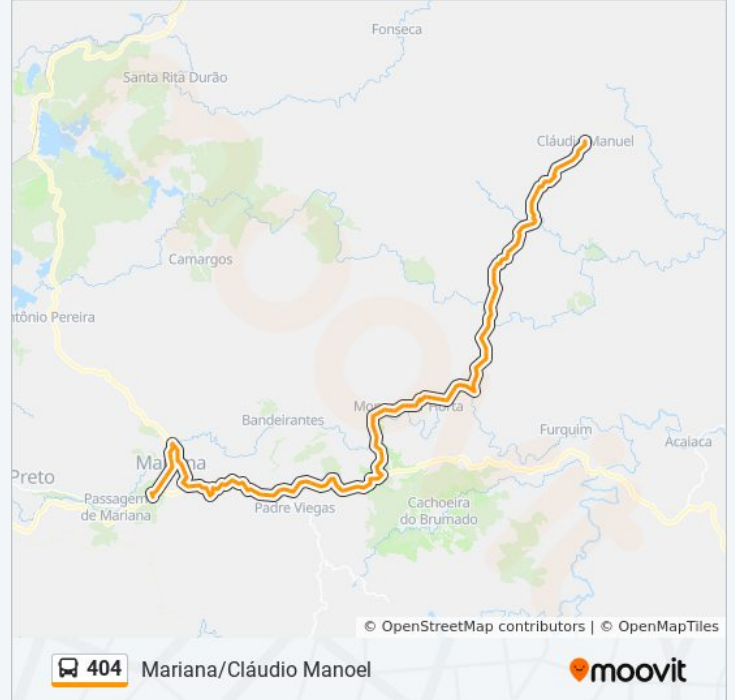 Fonseca
Santa Rita Durão
Cláudio Manuel
Camargos
tônio Pereira
Bandeirantes
Furquim
Acaiaca
Preto
Passagem
de Mariana
Padre Viegas
Cachoeira
do Brumado
© OpenStreetMap contributors | © OpenMapTiles
404 Mariana/Cláudio Manoel moovit